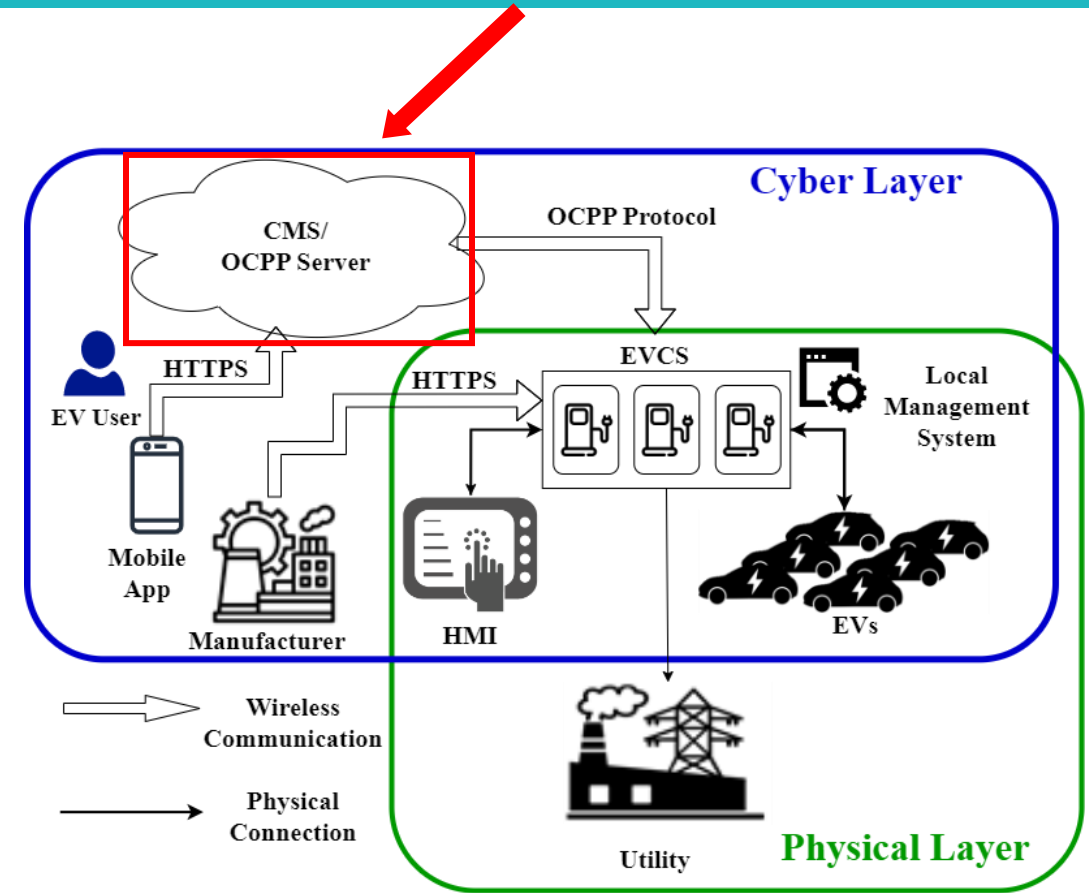 Cyber Layer
CMS/
OCPP Server
OCPP Protocol
EV User
HTTPS
HTTPS
EVCS
Local
Management
System
Mobile
App
Manufacturer
HMI
EVs
Wireless
Communication
Physical
Connection
Utility
Physical Layer